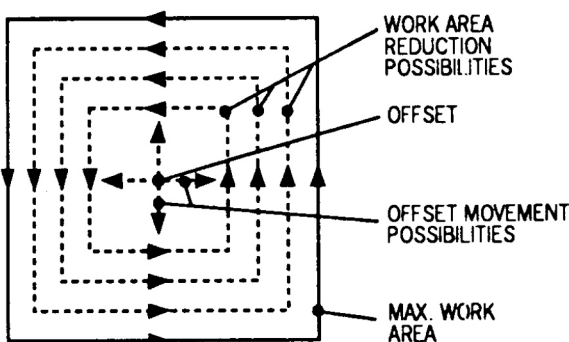 WORK AREA
REDUCTION
POSSIBILITIES
OFFSET
OFFSET MOVEMENT
POSSIBILITIES
MAX. WORK
AREA